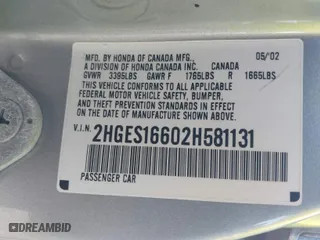 MFD. BY HONDA OF CANADA MFG., 05/02
A DIVISION OF HONDA CANADA INC. CANADA
GVWR 3395LBS GAWR F 1765LBS R 1665LBS
THIS VEHICLE CONFORMS TO ALL APPLICABLE
FEDERAL MOTOR VEHICLE SAFETY, BUMPER,
AND THEFT PREVENTION STANDARDS IN EFFECT
ON THE DATE OF MANUFACTURE SHOWN ABOVE.
V.I.N. 2HGES16602H581131
PASSENGER CAR
DREAMBID